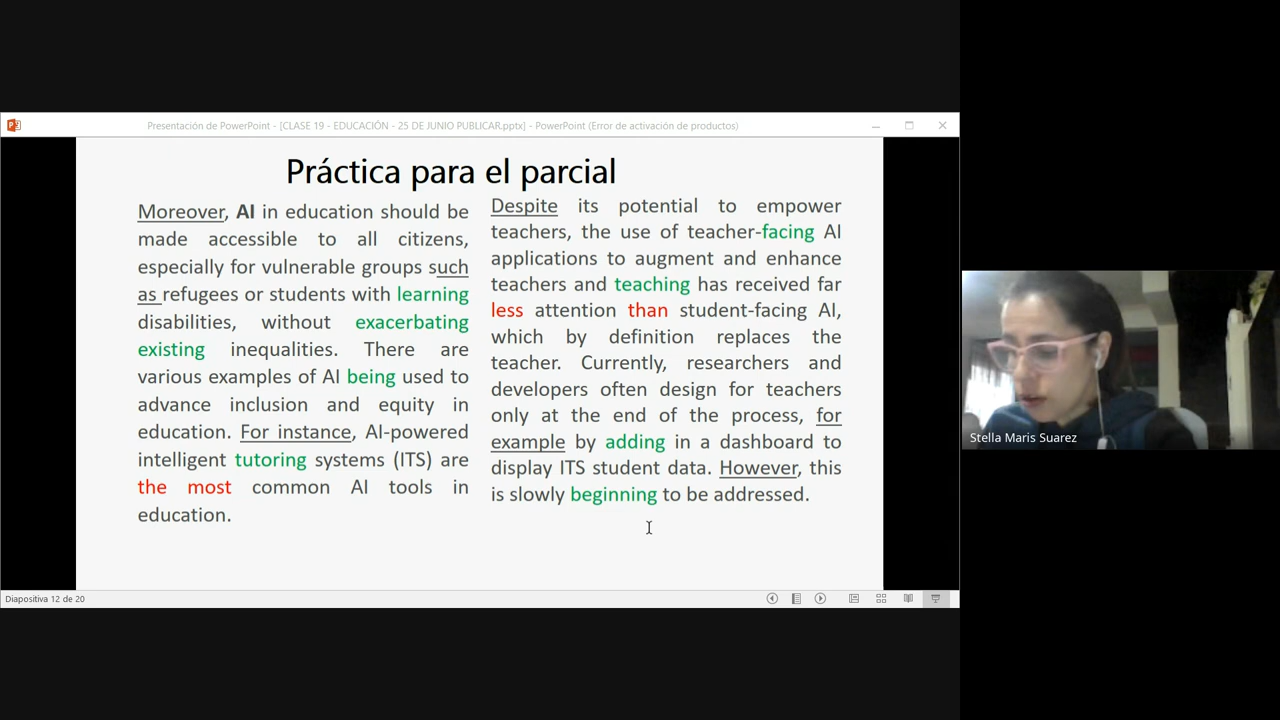 Presentación de PowerPoint - [CLASE 19 - EDUCACIÓN - 25 DE JUNIO PUBLICAR.pptx] - PowerPoint (Error de activación de productos)
Práctica para el parcial
Moreover, AI in education should be
made accessible to all citizens,
especially for vulnerable groups such
as refugees or students with learning
disabilities, without exacerbating
existing inequalities. There are
various examples of AI being used to
advance inclusion and equity in
education. For instance, AI-powered
intelligent tutoring systems (ITS) are
the most common AI tools in
education.
Despite its potential to empower
teachers, the use of teacher-facing AI
applications to augment and enhance
teachers and teaching has received far
less attention than student-facing AI,
which by definition replaces the
teacher. Currently, researchers and
developers often design for teachers
only at the end of the process, for
example by adding in a dashboard to
display ITS student data. However, this
is slowly beginning to be addressed.
Stella Maris Suarez
Diapositiva 12 de 20